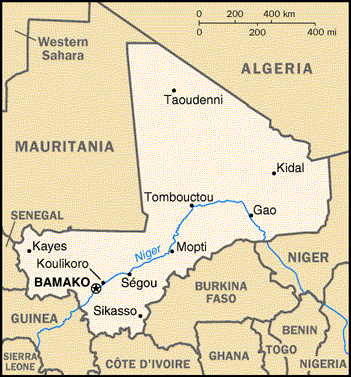 0 200 400 km
0 200 400 mi
Western
Sahara
ALGERIA
Taoudenni
MAURITANIA
Kidal
Tombouctou
Gao
SENEGAL
Kayes
Niger
Mopti
Koulikoro
NIGER
BAMAKO
Ségou
BURKINA
FASO
GUINEA
Sikasso
BENIN
SIERRA
LEONE
CÔTE D'IVOIRE
GHANA
TOGO
NIGERIA